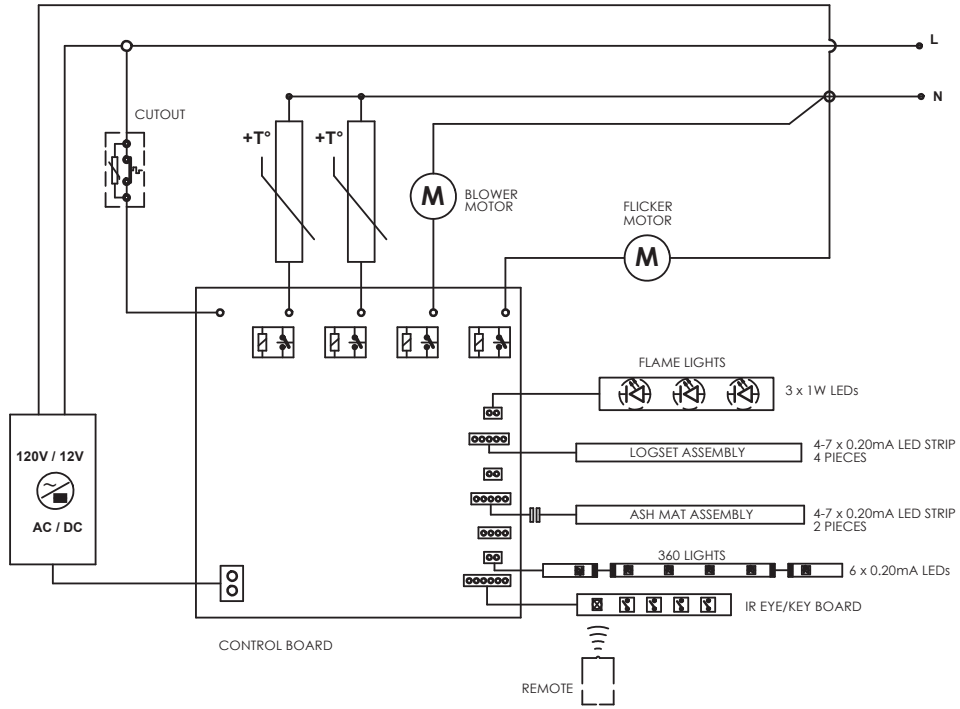 L
N
CUTOUT
+T°
+T°
M
BLOWER
MOTOR
FLICKER
MOTOR
M
FLAME LIGHTS
3 x 1W LEDs
120V / 12V
AC / DC
LOGSET ASSEMBLY
4-7 x 0.20mA LED STRIP
4 PIECES
ASH MAT ASSEMBLY
4-7 x 0.20mA LED STRIP
2 PIECES
360 LIGHTS
6 x 0.20mA LEDs
IR EYE/KEY BOARD
CONTROL BOARD
REMOTE